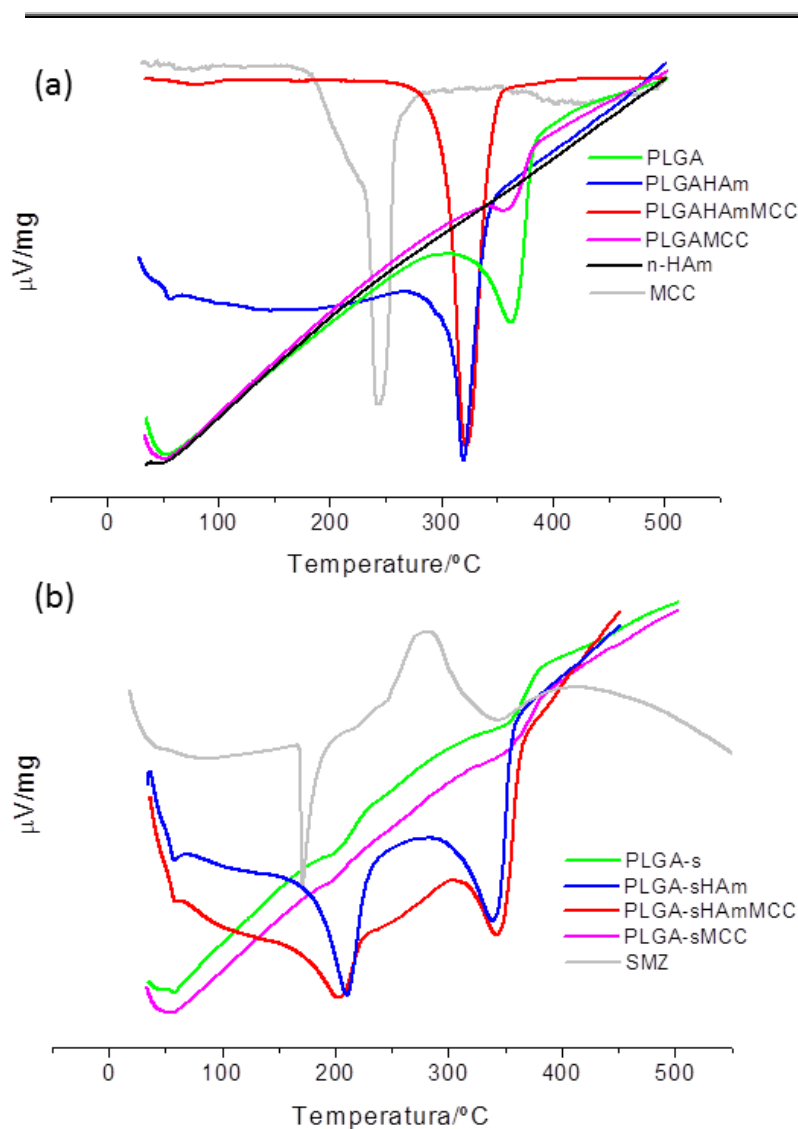 (a)
μV/mg
PLGA
PLGAHAm
PLGAHAmMCC
PLGAMCC
n-HAm
MCC
0 100 200 300 400 500
Temperature/ºC
(b)
μV/mg
PLGA-s
PLGA-sHAm
PLGA-sHAmMCC
PLGA-sMCC
SMZ
0 100 200 300 400 500
Temperatura/ºC